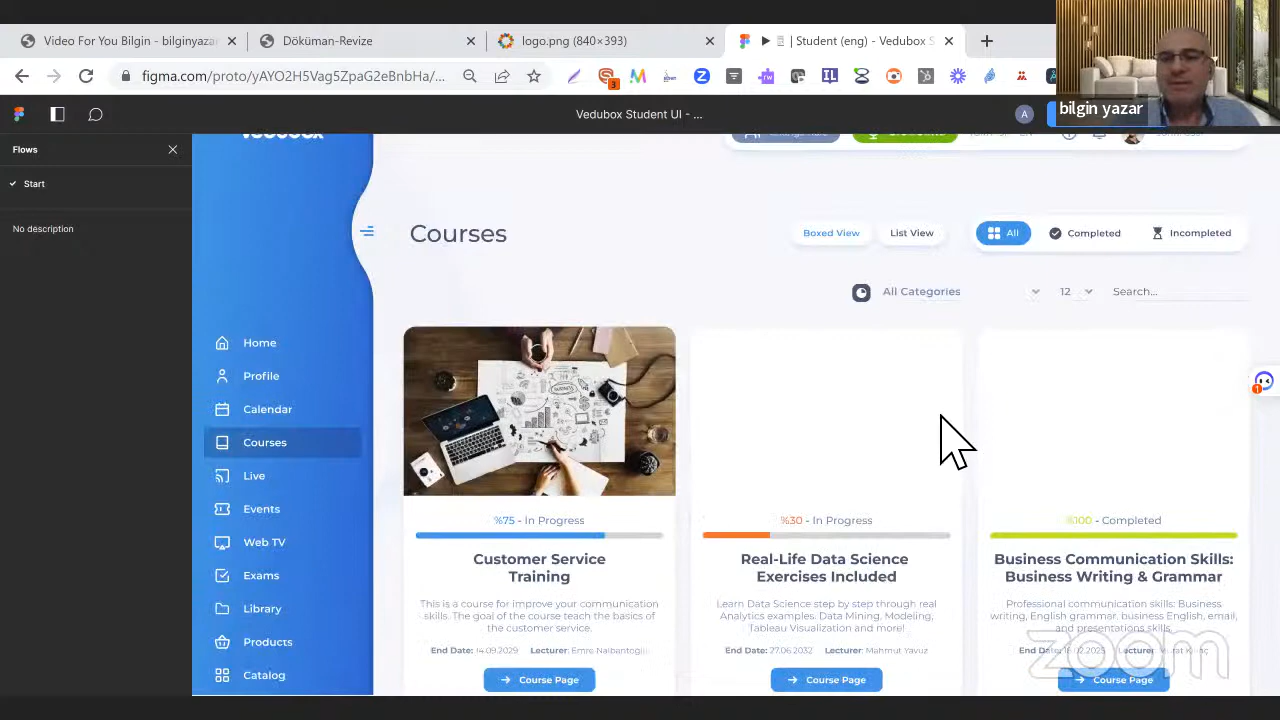 Video For You Bilgin - bilginyaza
Döküman-Revize
logo.png (840×393)
| Student (eng) - Vedubox S
figma.com/proto/
3
bilgin yazar
Vedubox Student UI - ...
A
Flows
Start
No description
vedubox
Courses
Boxed View
List View
All
Completed
Incompleted
All Categories
12
Search...
Home
Profile
Calendar
Courses
Live
Events
Web TV
Exams
Library
Products
Catalog
1
%75 - In Progress
Customer Service
Training
This is a course for improve your communication
skills. The goal of the course teach the basics of
the customer service.
End Date: 14.09.2029 Lecturer: Emre Nalbantoğlu
Course Page
%30 - In Progress
Real-Life Data Science
Exercises Included
Learn Data Science step by step through real
Analytics examples. Data Mining, Modeling,
Tableau Visualization and more!
End Date: 27.06.2032 Lecturer: Mahmut Yavuz
Course Page
%100 - Completed
Business Communication Skills:
Business Writing & Grammar
Professional communication skills: Business
writing, English grammar, business English, email,
and presentations skills.
End Date: Lecturer:
Course Page
zoom